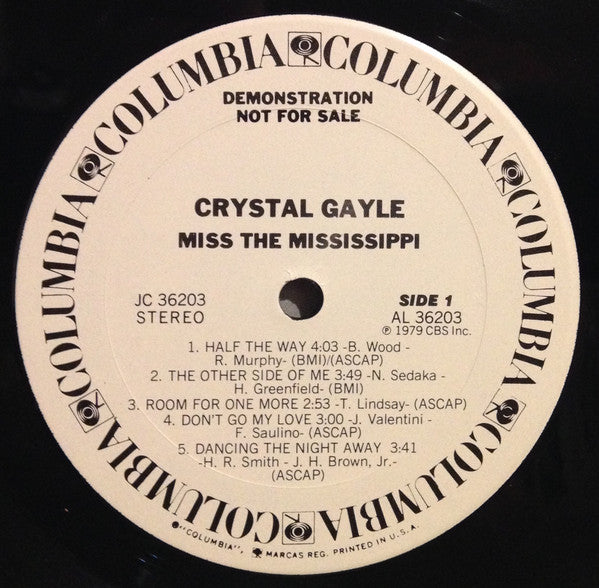 COLUMBIA COLUMBIA COLUMBIA COLUMBIA COLUMBIA COLUMBIA COLUMBIA COLUMBIA
DEMONSTRATION
NOT FOR SALE
CRYSTAL GAYLE
MISS THE MISSISSIPPI
JC 36203
STEREO
SIDE 1
AL 36203
℗ 1979 CBS Inc.
1. HALF THE WAY 4:03 -B. Wood -
R. Murphy- (BMI)/(ASCAP)
2. THE OTHER SIDE OF ME 3:49 -N. Sedaka -
H. Greenfield- (BMI)
3. ROOM FOR ONE MORE 2:53 -T. Lindsay- (ASCAP)
4. DON'T GO MY LOVE 3:00 -J. Valentini -
F. Saulino- (ASCAP)
5. DANCING THE NIGHT AWAY 3:41
-H. R. Smith - J. H. Brown, Jr.-
(ASCAP)
"COLUMBIA", MARCAS REG. PRINTED IN U.S.A.